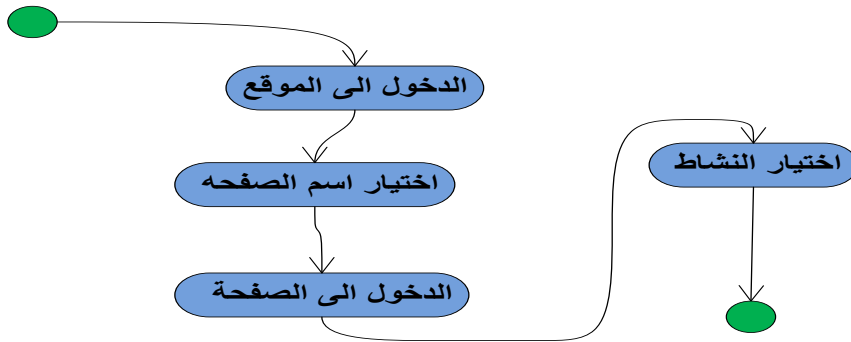 الدخول الى الموقع
اختيار اسم الصفحه
الدخول الى الصفحة
اختيار النشاط